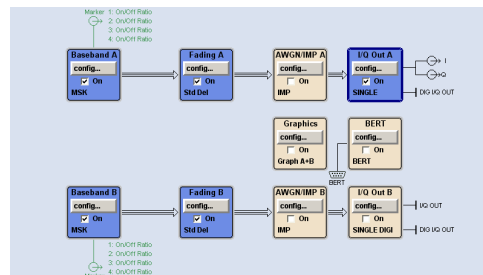 Marker 1: On/Off Ratio
2: On/Off Ratio
3: On/Off Ratio
4: On/Off Ratio
Baseband A
config...
On
MSK
Fading A
config...
On
Std Del
AWGN/IMP A
config...
On
IMP
I/Q Out A
config...
On
SINGLE
I
Q
DIG I/Q OUT
Graphics
config...
On
Graph A+B
BERT
config...
On
BERT
BERT
Baseband B
config...
On
MSK
Fading B
config...
On
Std Del
AWGN/IMP B
config...
On
IMP
I/Q Out B
config...
On
SINGLE DIGI
I/Q OUT
DIG I/Q OUT
1: On/Off Ratio
2: On/Off Ratio
3: On/Off Ratio
Marker 4: On/Off Ratio